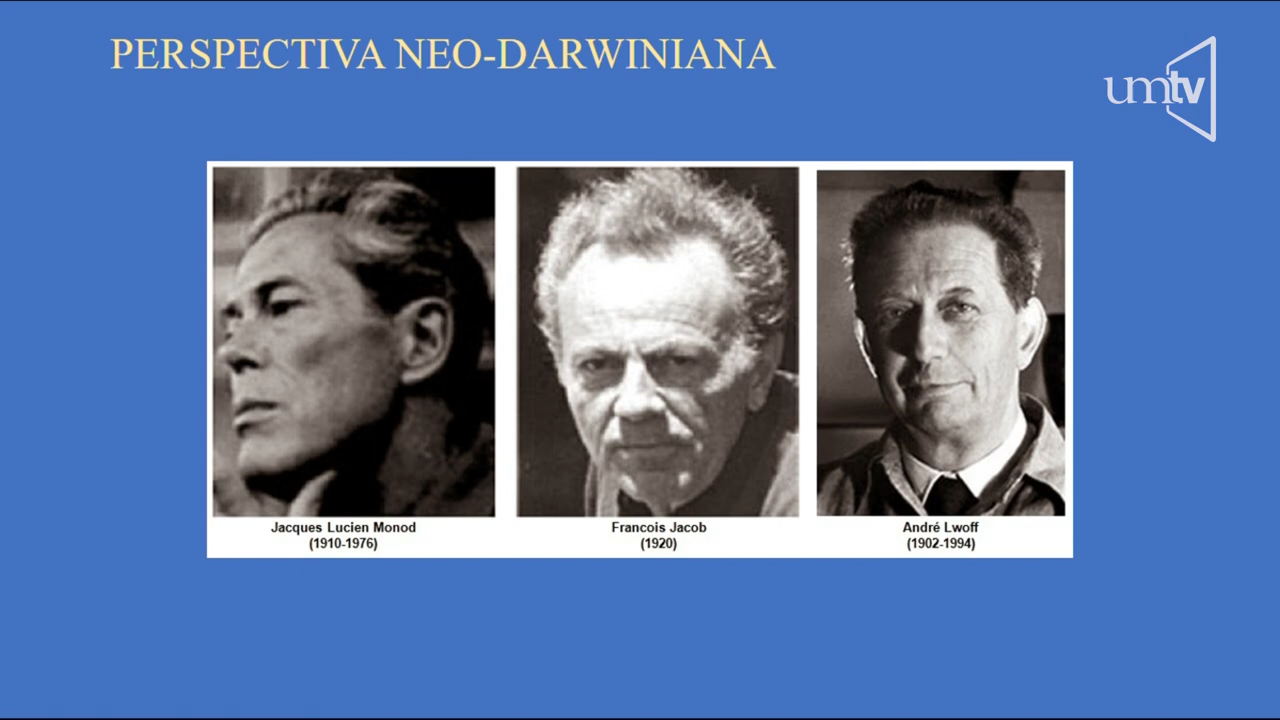 PERSPECTIVA NEO-DARWINIANA
umtv
Jacques Lucien Monod
(1910-1976)
Francois Jacob
(1920)
André Lwoff
(1902-1994)